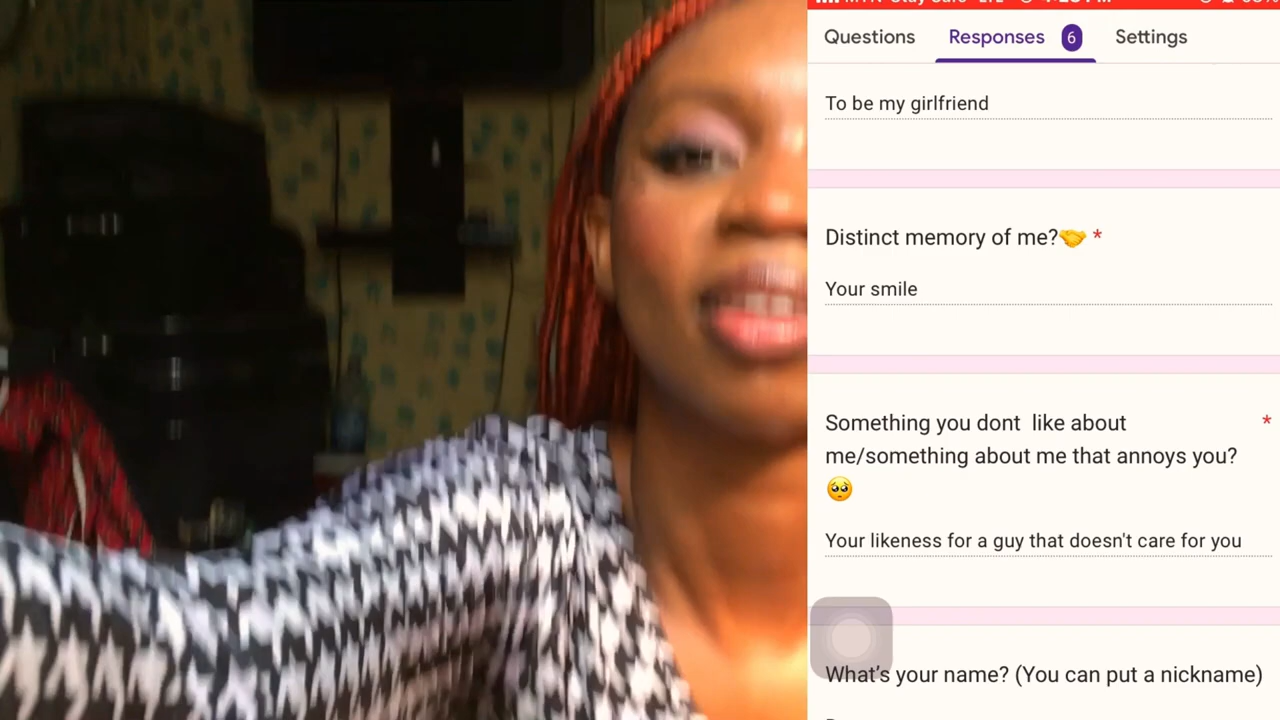 Questions Responses 6 Settings
To be my girlfriend
Distinct memory of me?🤝 *
Your smile
Something you dont like about *
me/something about me that annoys you?
🥺
Your likeness for a guy that doesn't care for you
What's your name? (You can put a nickname)